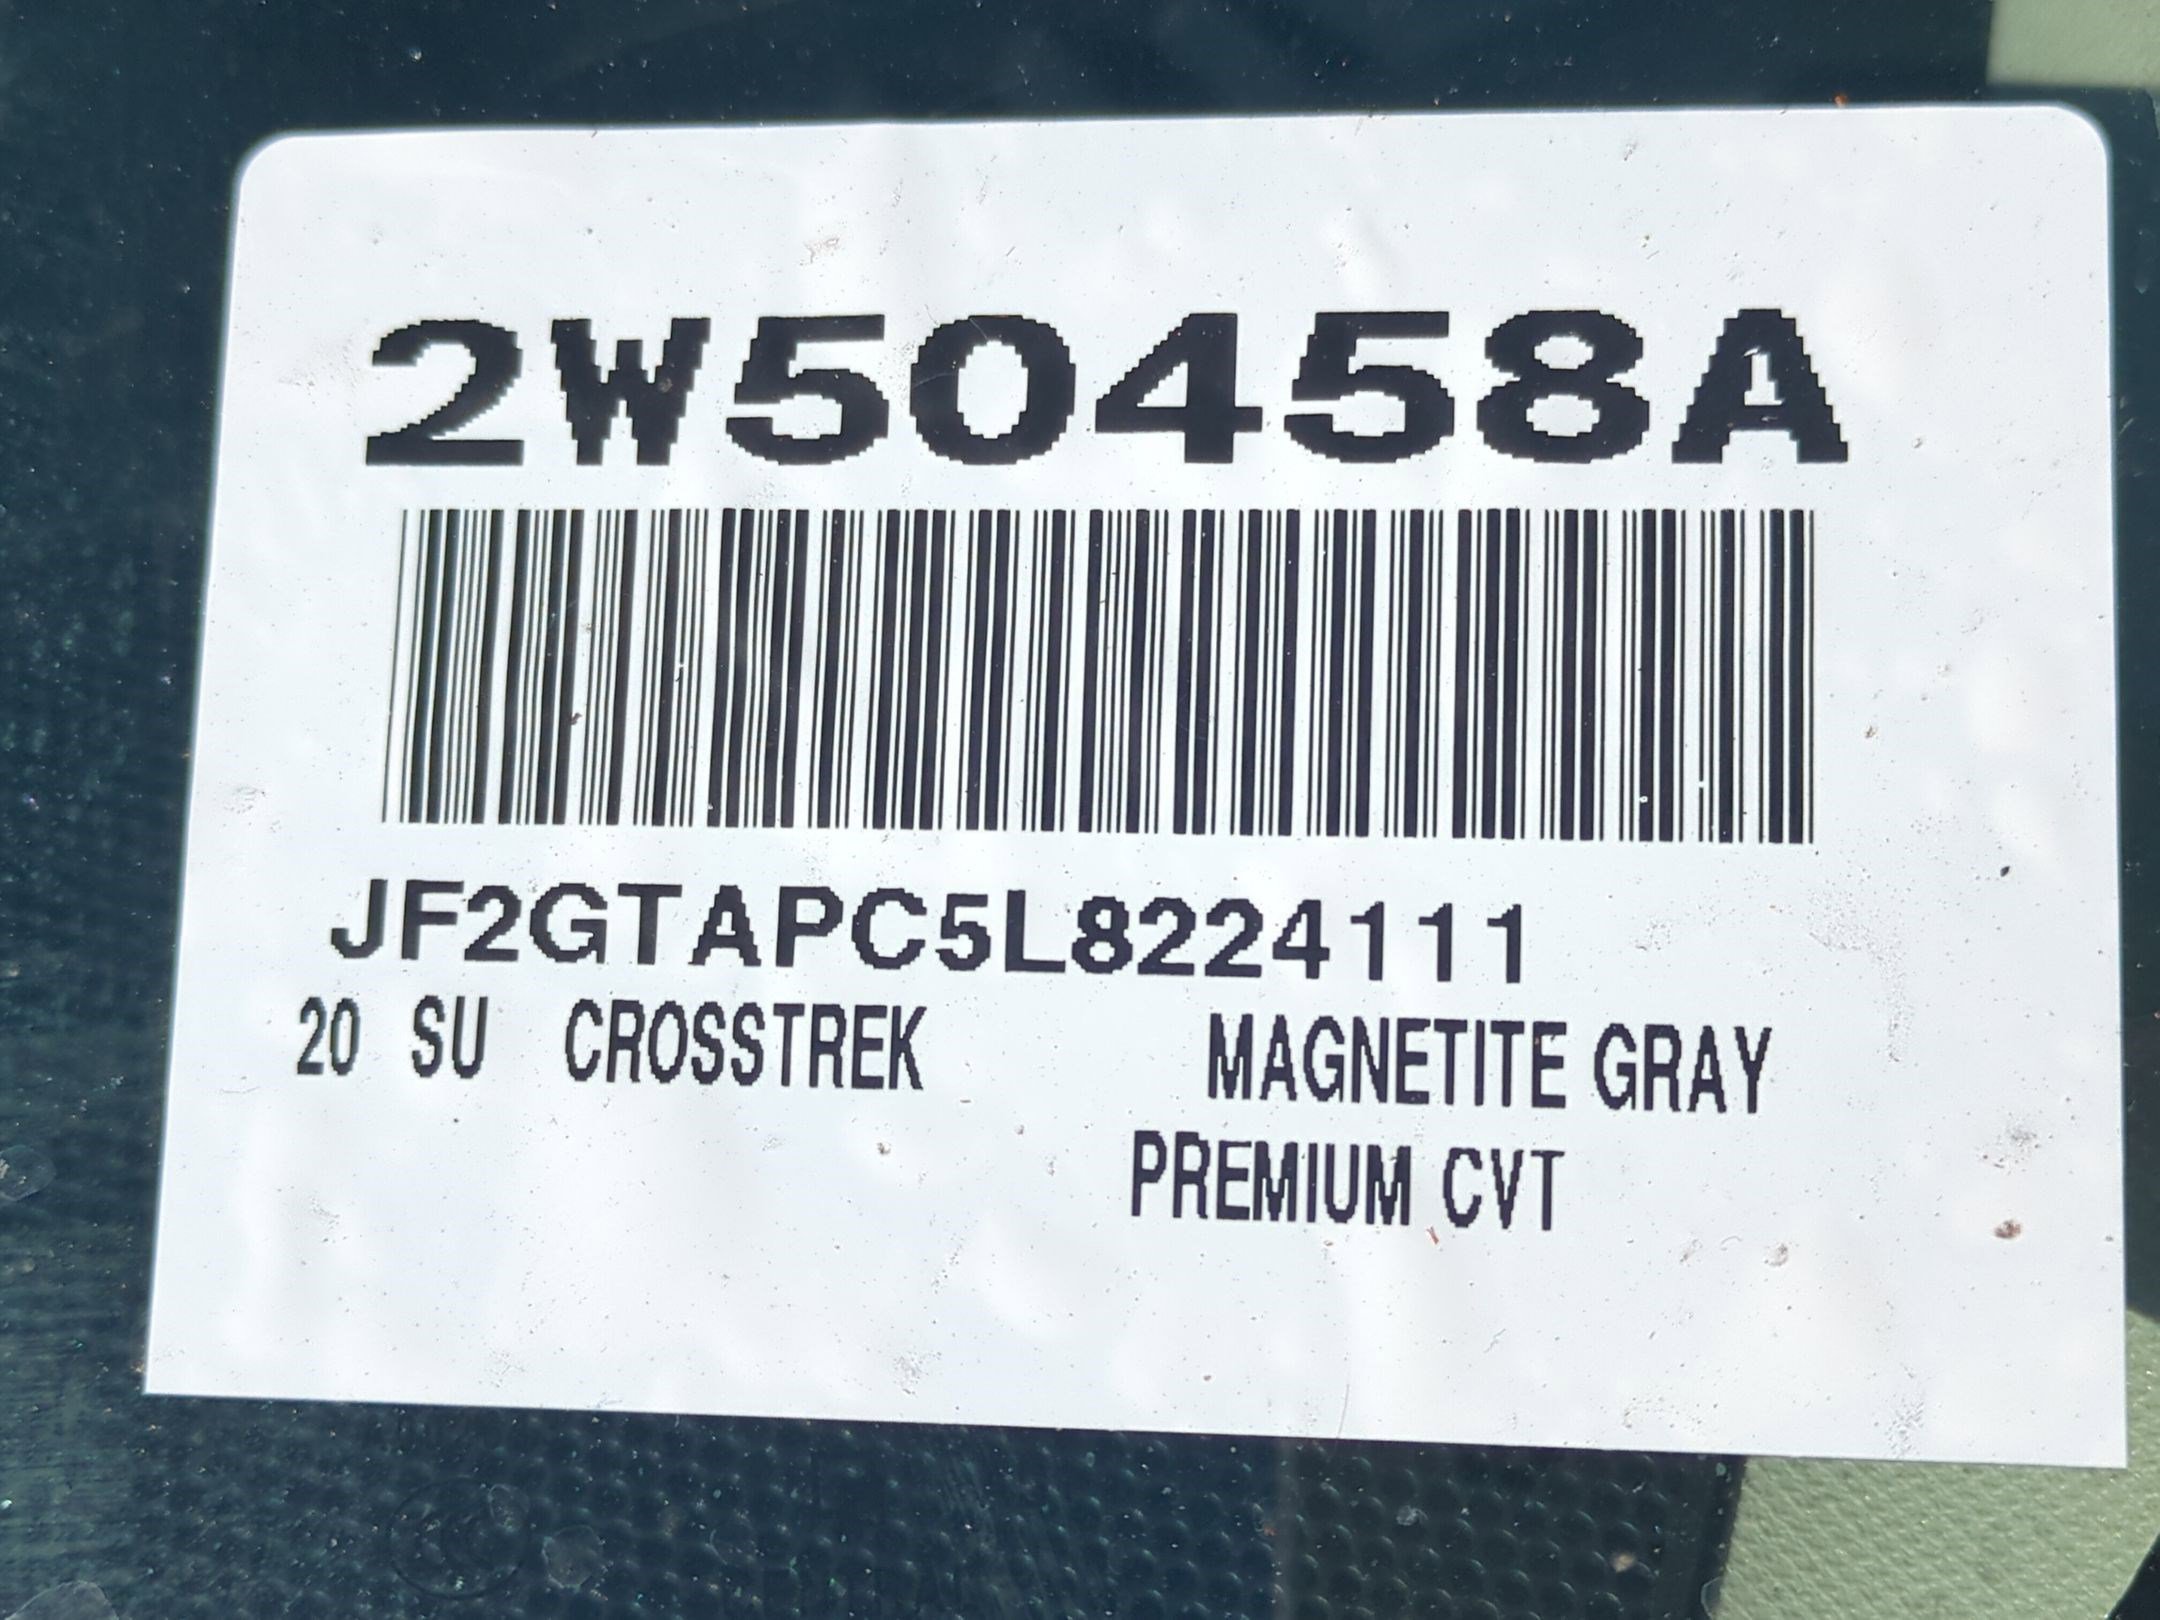 2W50458A
JF2GTAPC5L8224111
20 SU CROSSTREK MAGNETITE GRAY
PREMIUM CVT